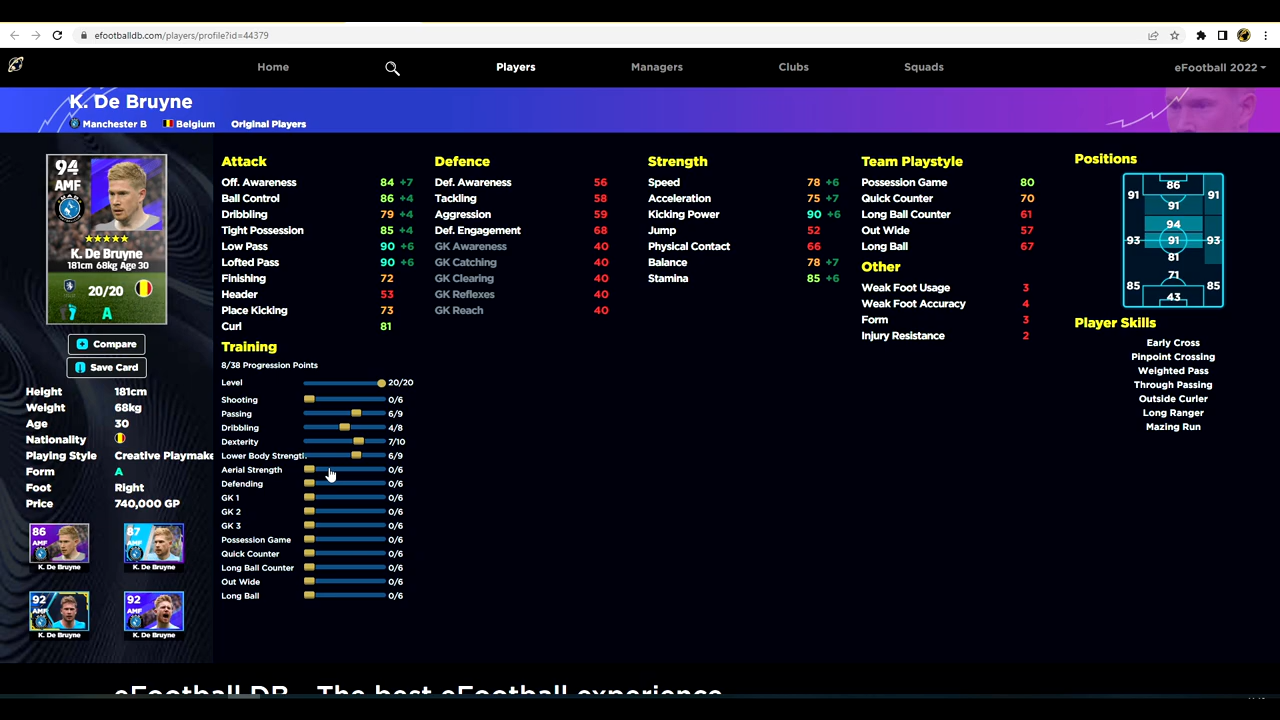 efootballdb.com/players/profile?id=44379
Home
Players
Managers
Clubs
Squads
eFootball 2022
K. De Bruyne
Manchester B Belgium Original Players
94
AMF
K. De Bruyne
181cm 68kg Age 30
20/20
A
Compare
Save Card
Height 181cm
Weight 68kg
Age 30
Nationality
Playing Style Creative Playmake
Form A
Foot Right
Price 740,000 GP
86
AMF
K. De Bruyne
87
AMF
K. De Bruyne
92
AMF
K. De Bruyne
92
AMF
K. De Bruyne
Attack
Off. Awareness 84 +7
Ball Control 86 +4
Dribbling 79 +4
Tight Possession 85 +4
Low Pass 90 +6
Lofted Pass 90 +6
Finishing 72
Header 53
Place Kicking 73
Curl 81
Training
8/38 Progression Points
Level 20/20
Shooting 0/6
Passing 6/9
Dribbling 4/8
Dexterity 7/10
Lower Body Strength 6/9
Aerial Strength 0/6
Defending 0/6
GK 1 0/6
GK 2 0/6
GK 3 0/6
Possession Game 0/6
Quick Counter 0/6
Long Ball Counter 0/6
Out Wide 0/6
Long Ball 0/6
Defence
Def. Awareness 56
Tackling 58
Aggression 59
Def. Engagement 68
GK Awareness 40
GK Catching 40
GK Clearing 40
GK Reflexes 40
GK Reach 40
Strength
Speed 78 +6
Acceleration 75 +7
Kicking Power 90 +6
Jump 52
Physical Contact 66
Balance 78 +7
Stamina 85 +6
Team Playstyle
Possession Game 80
Quick Counter 70
Long Ball Counter 61
Out Wide 57
Long Ball 67
Other
Weak Foot Usage 3
Weak Foot Accuracy 4
Form 3
Injury Resistance 2
Positions
86
91 91 91
94
93 91 93
81
71
85 85
43
Player Skills
Early Cross
Pinpoint Crossing
Weighted Pass
Through Passing
Outside Curler
Long Ranger
Mazing Run
eFootball DB - The best eFootball experience